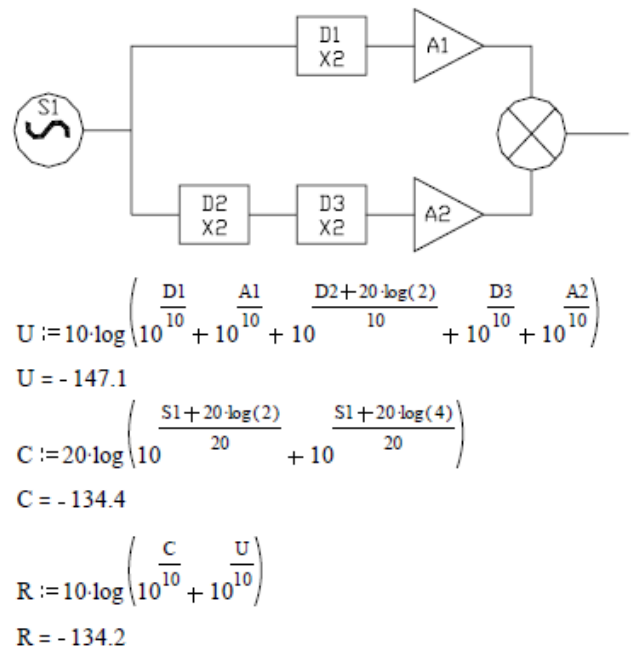 D1
X2
A1
S1
D2
X2
D3
X2
A2
U := 10·log(10^(D1/10) + 10^(A1/10) + 10^((D2+20·log(2))/10) + 10^(D3/10) + 10^(A2/10))
U = - 147.1
C := 20·log(10^((S1+20·log(2))/20) + 10^((S1+20·log(4))/20))
C = - 134.4
R := 10·log(10^(C/10) + 10^(U/10))
R = - 134.2